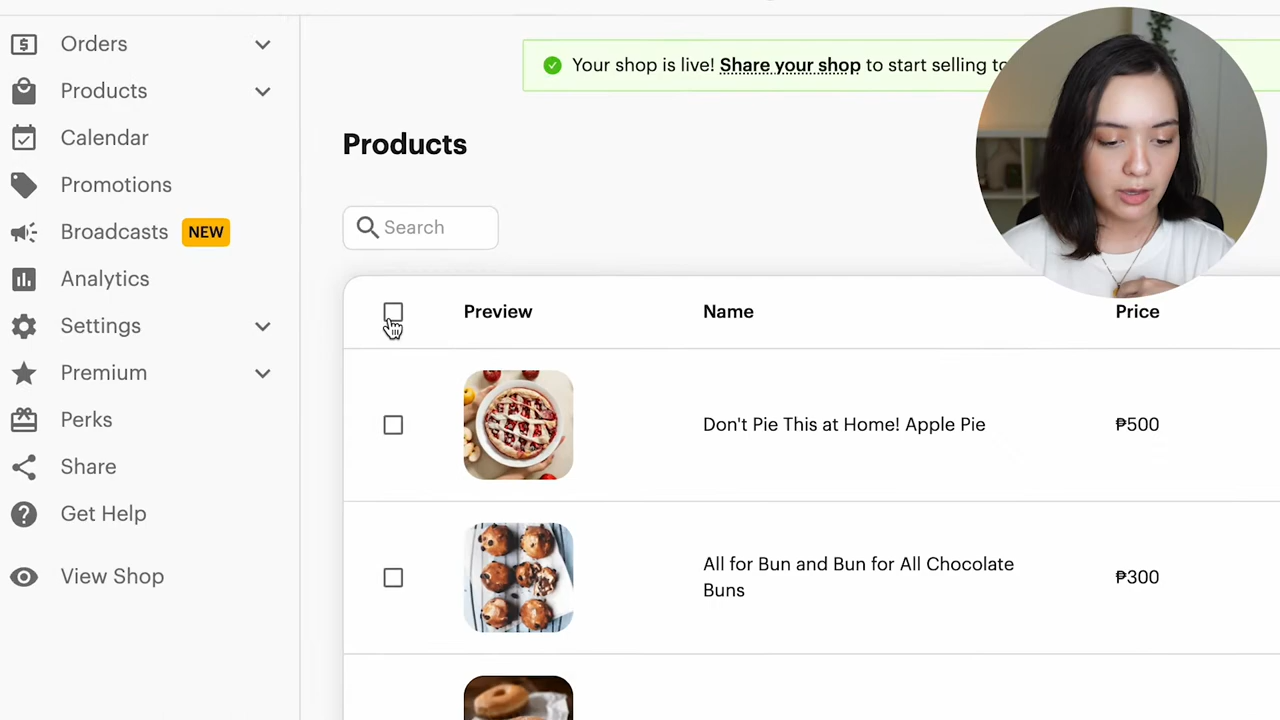 Orders
Products
Calendar
Promotions
Broadcasts NEW
Analytics
Settings
Premium
Perks
Share
Get Help
View Shop
Your shop is live! Share your shop to start selling to
Products
Search
Preview Name Price
Don't Pie This at Home! Apple Pie ₱500
All for Bun and Bun for All Chocolate
Buns
₱300